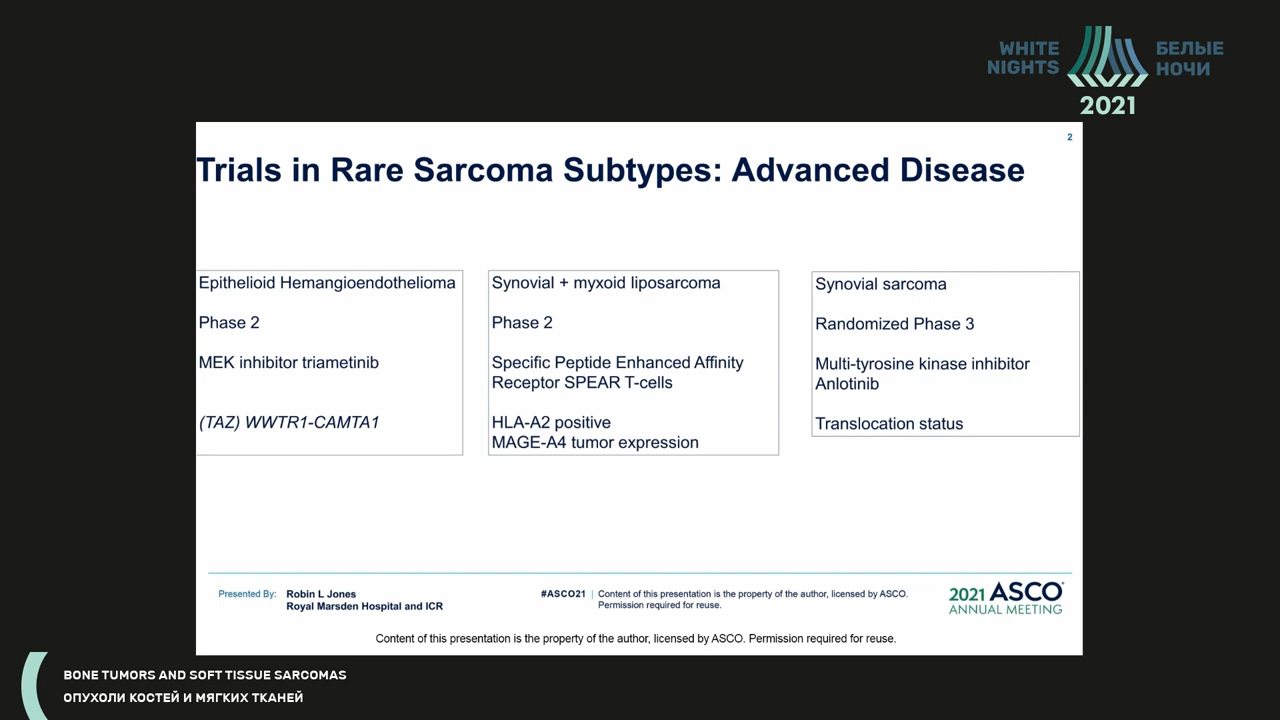 WHITE NIGHTS
БЕЛЫЕ НОЧИ
2021
2
Trials in Rare Sarcoma Subtypes: Advanced Disease
Epithelioid Hemangioendothelioma
Phase 2
MEK inhibitor triametinib
(TAZ) WWTR1-CAMTA1
Synovial + myxoid liposarcoma
Phase 2
Specific Peptide Enhanced Affinity
Receptor SPEAR T-cells
HLA-A2 positive
MAGE-A4 tumor expression
Synovial sarcoma
Randomized Phase 3
Multi-tyrosine kinase inhibitor
Anlotinib
Translocation status
Presented By: Robin L Jones
Royal Marsden Hospital and ICR
#ASCO21 | Content of this presentation is the property of the author, licensed by ASCO.
Permission required for reuse.
2021 ASCO
ANNUAL MEETING
Content of this presentation is the property of the author, licensed by ASCO. Permission required for reuse.
BONE TUMORS AND SOFT TISSUE SARCOMAS
ОПУХОЛИ КОСТЕЙ И МЯГКИХ ТКАНЕЙ